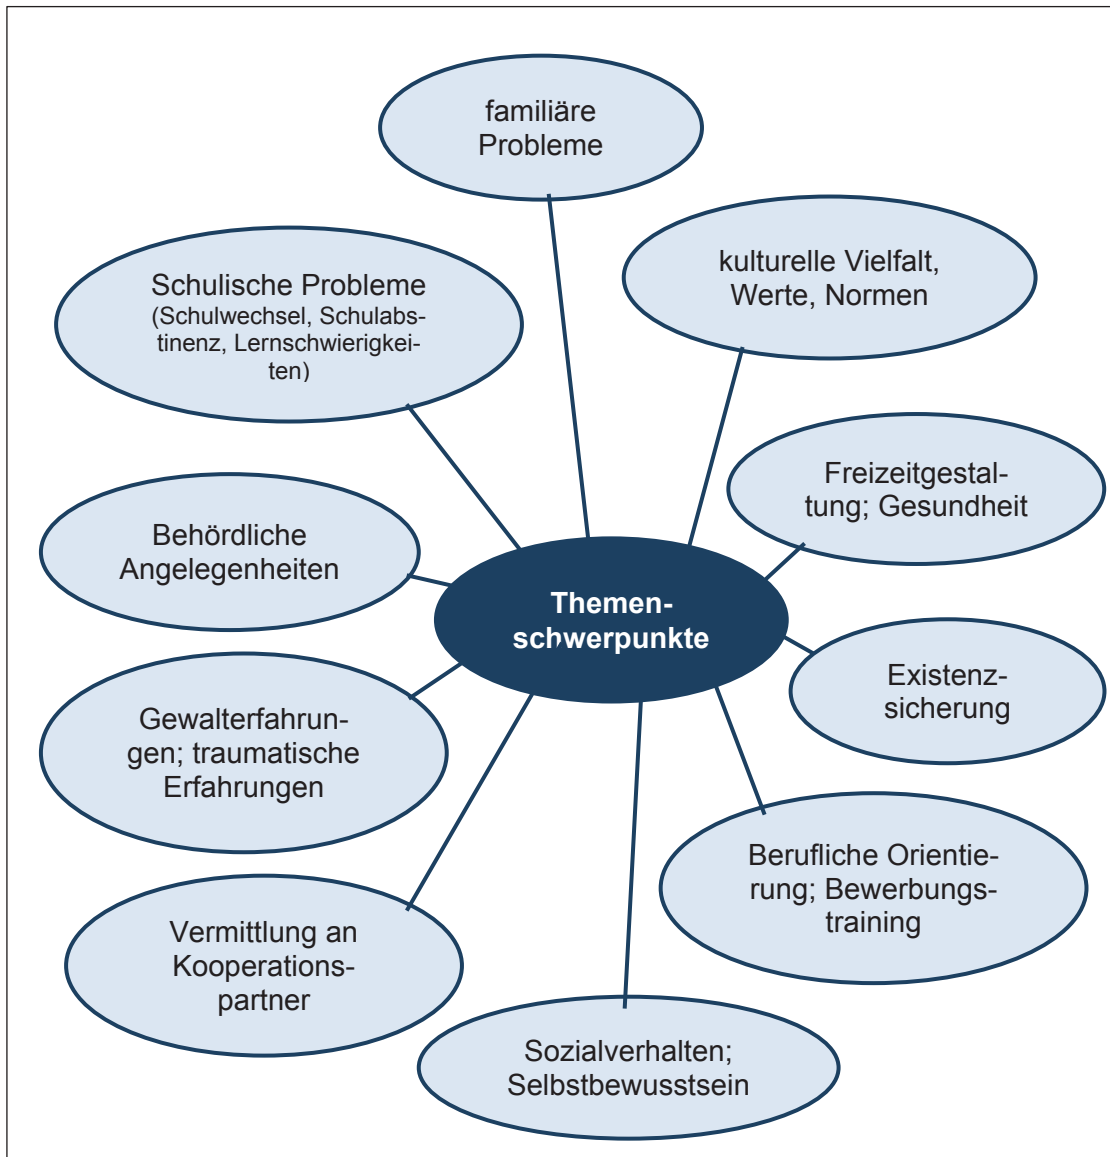 familiäre
Probleme
kulturelle Vielfalt,
Werte, Normen
Schulische Probleme
(Schulwechsel, Schulabs-
tinenz, Lernschwierigkei-
ten)
Freizeitgestal-
tung; Gesundheit
Behördliche
Angelegenheiten
Themen-
schwerpunkte
Existenz-
sicherung
Gewalterfahrun-
gen; traumatische
Erfahrungen
Berufliche Orientie-
rung; Bewerbungs-
training
Vermittlung an
Kooperations-
partner
Sozialverhalten;
Selbstbewusstsein